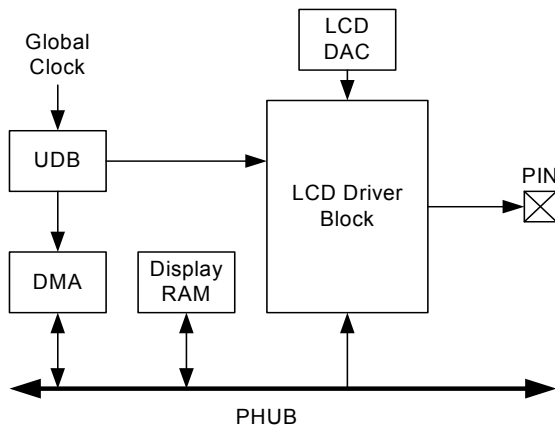 LCD
DAC
Global
Clock
UDB
LCD Driver
Block
PIN
DMA
Display
RAM
PHUB